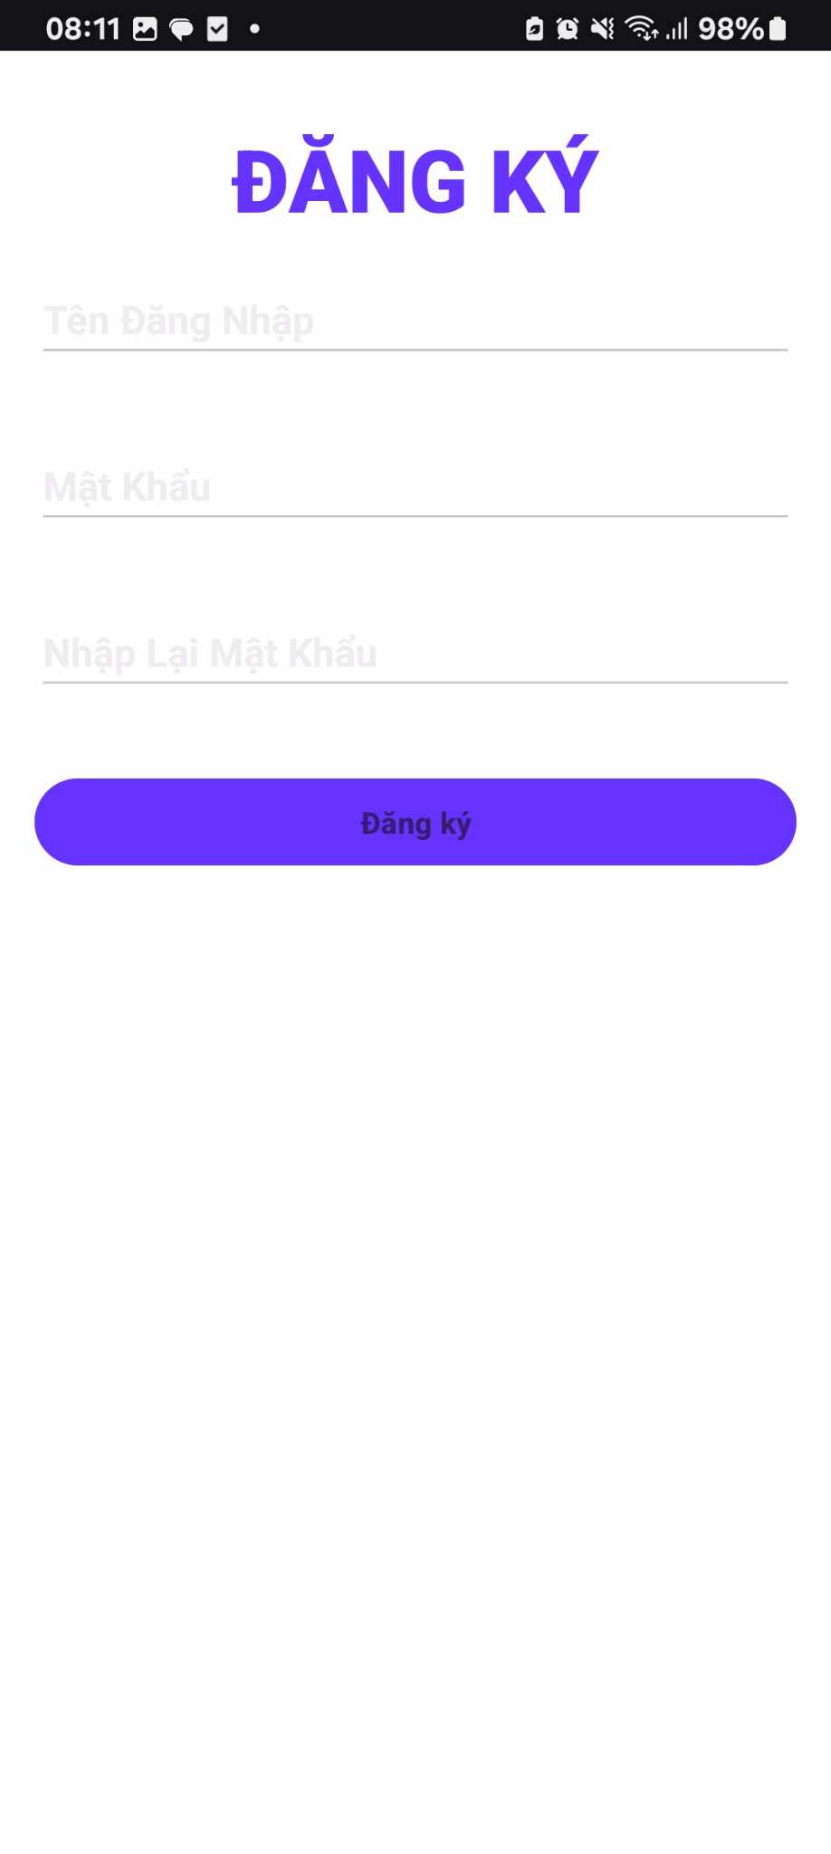 08:11 98%
ĐĂNG KÝ
Tên Đăng Nhập
Mật Khẩu
Nhập Lại Mật Khẩu
Đăng ký